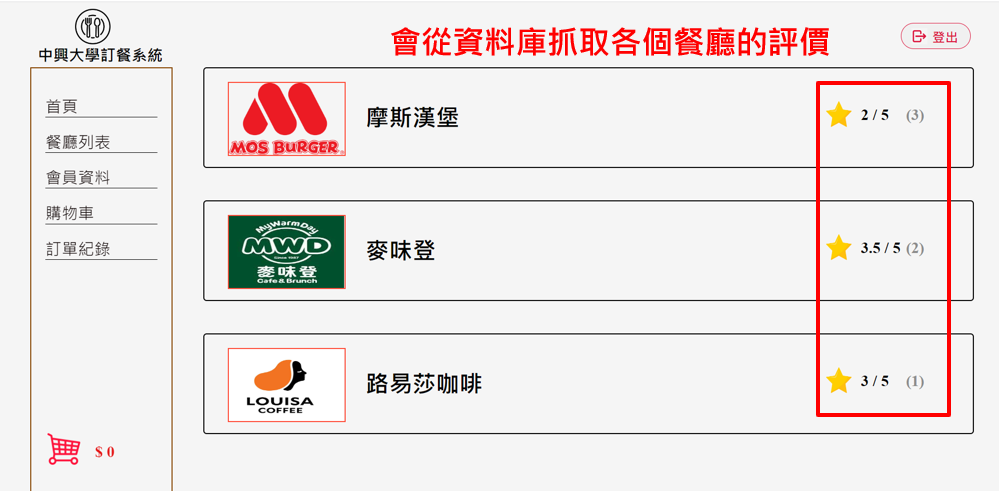 中興大學訂餐系統
會從資料庫抓取各個餐廳的評價
登出
首頁
餐廳列表
會員資料
購物車
訂單紀錄
$ 0
MOS BURGER
摩斯漢堡
2 / 5 (3)
MyWarmDay
MWD
Since 1987
麥味登
Cafe & Brunch
麥味登
3.5 / 5 (2)
LOUISA
COFFEE
路易莎咖啡
3 / 5 (1)